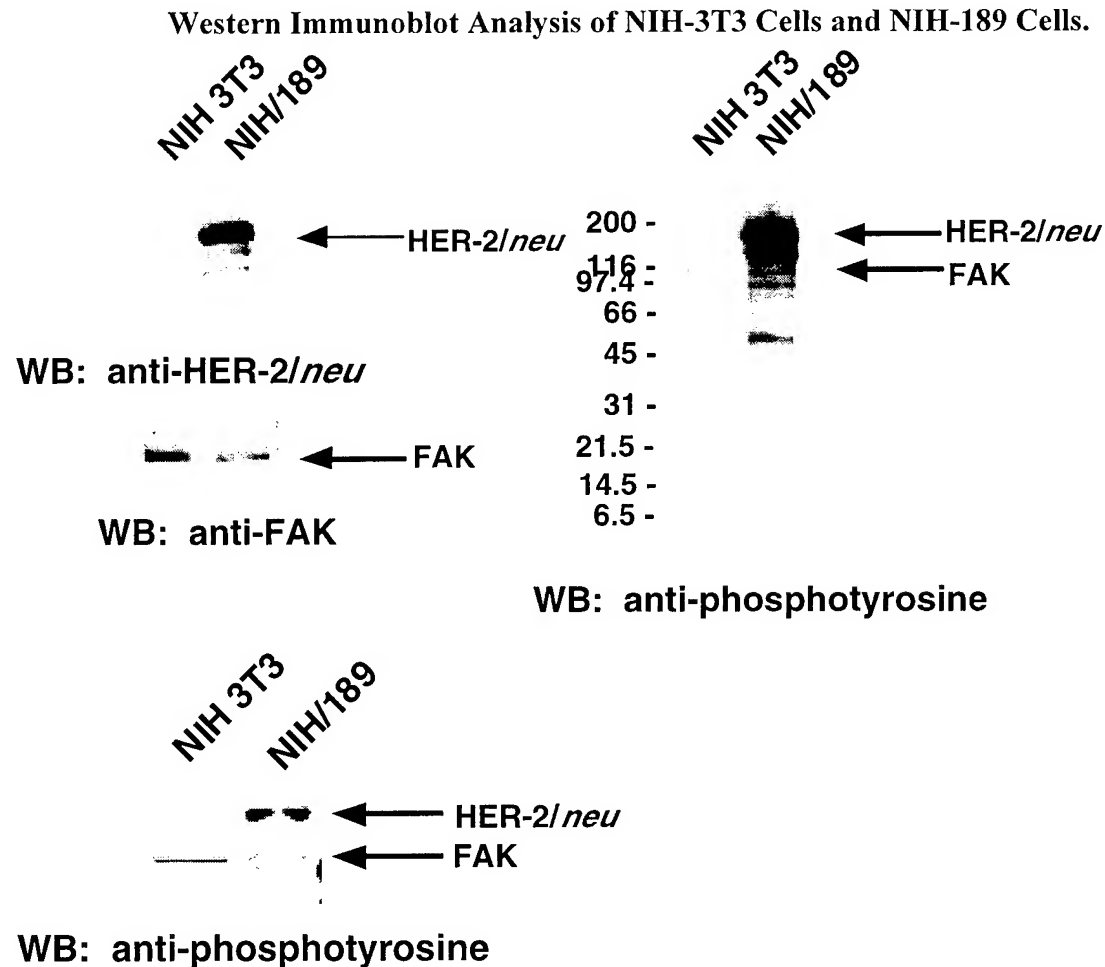 Western Immunoblot Analysis of NIH-3T3 Cells and NIH-189 Cells.
NIH 3T3
NIH/189
HER-2/neu
WB: anti-HER-2/neu
FAK
WB: anti-FAK
NIH 3T3
NIH/189
200 -
116 -
97.4 -
66 -
45 -
31 -
21.5 -
14.5 -
6.5 -
HER-2/neu
FAK
WB: anti-phosphotyrosine
NIH 3T3
NIH/189
HER-2/neu
FAK
WB: anti-phosphotyrosine